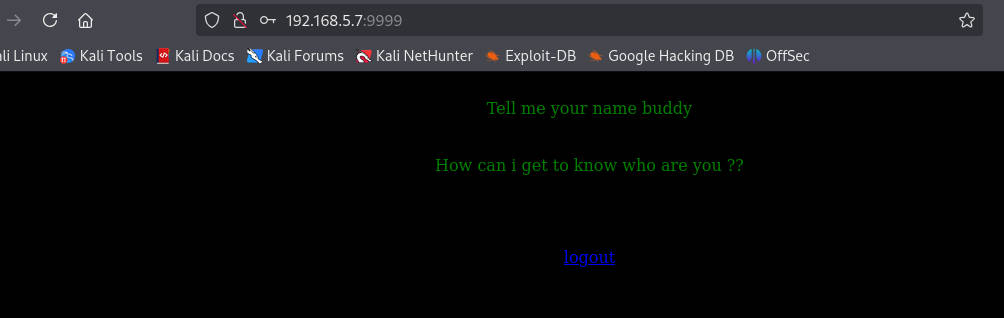 192.168.5.7:9999
ali Linux Kali Tools Kali Docs Kali Forums Kali NetHunter Exploit-DB Google Hacking DB OffSec
Tell me your name buddy
How can i get to know who are you ??
logout